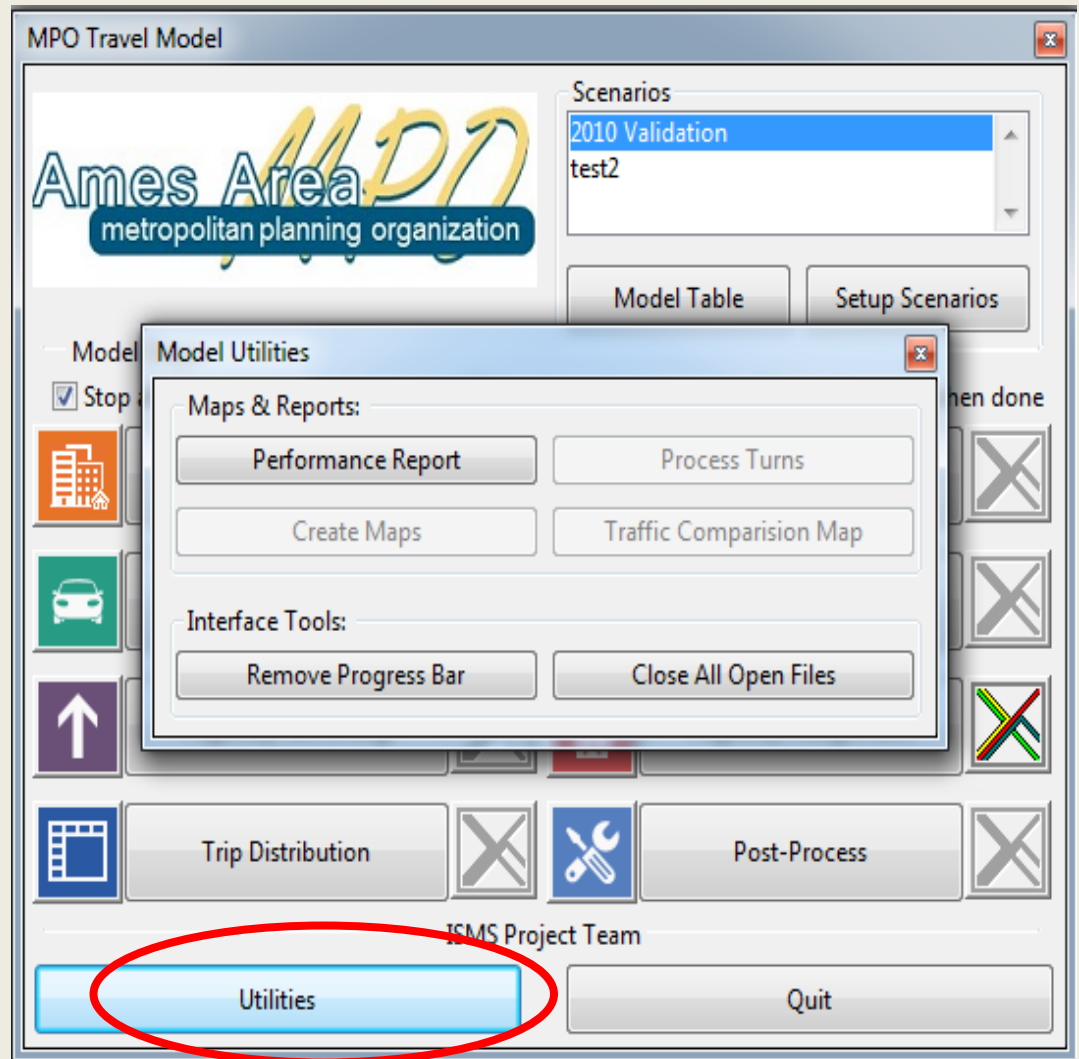 MPO Travel Model
Ames Area MPO
metropolitan planning organization
Scenarios
2010 Validation
test2
Model Table
Setup Scenarios
Model
Stop
hen done
Model Utilities
Maps & Reports:
Performance Report
Process Turns
Create Maps
Traffic Comparision Map
Interface Tools:
Remove Progress Bar
Close All Open Files
Trip Distribution
Post-Process
ISMS Project Team
Utilities
Quit